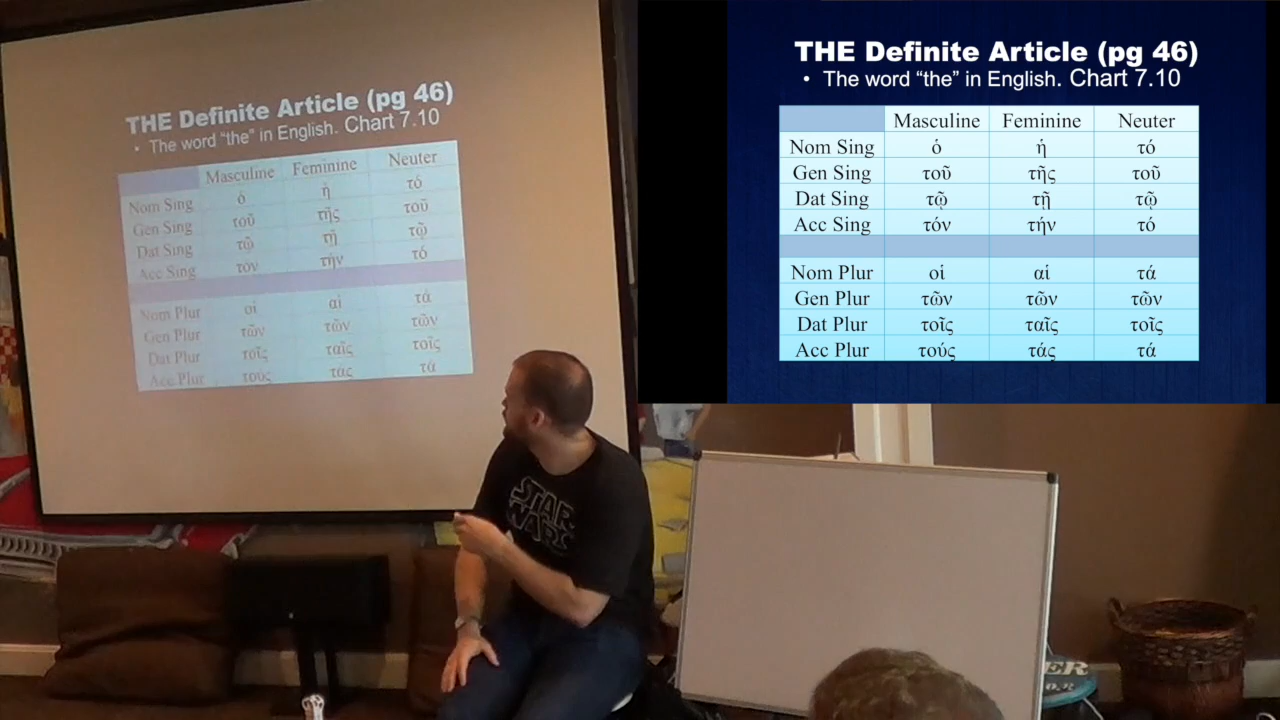 THE Definite Article (pg 46)
• The word “the” in English. Chart 7.10
Masculine Feminine Neuter
Nom Sing ὁ ἡ τό
Gen Sing τοῦ τῆς τοῦ
Dat Sing τῷ τῇ τῷ
Acc Sing τόν τήν τό
Nom Plur οἱ αἱ τά
Gen Plur τῶν τῶν τῶν
Dat Plur τοῖς ταῖς τοῖς
Acc Plur τούς τάς τά
THE Definite Article (pg 46)
• The word “the” in English. Chart 7.10
Masculine Feminine Neuter
Nom Sing ὁ ἡ τό
Gen Sing τοῦ τῆς τοῦ
Dat Sing τῷ τῇ τῷ
Acc Sing τόν τήν τό
Nom Plur οἱ αἱ τά
Gen Plur τῶν τῶν τῶν
Dat Plur τοῖς ταῖς τοῖς
Acc Plur τούς τάς τά
STAR
WARS